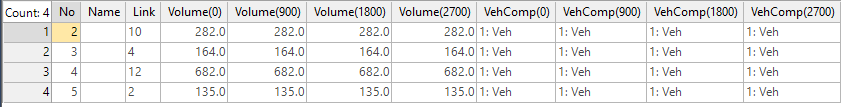 Count: 4 No Name Link Volume(0) Volume(900) Volume(1800) Volume(2700) VehComp(0) VehComp(900) VehComp(1800) VehComp(2700)
1 2 10 282.0 282.0 282.0 282.0 1: Veh 1: Veh 1: Veh 1: Veh
2 3 4 164.0 164.0 164.0 164.0 1: Veh 1: Veh 1: Veh 1: Veh
3 4 12 682.0 682.0 682.0 682.0 1: Veh 1: Veh 1: Veh 1: Veh
4 5 2 135.0 135.0 135.0 135.0 1: Veh 1: Veh 1: Veh 1: Veh